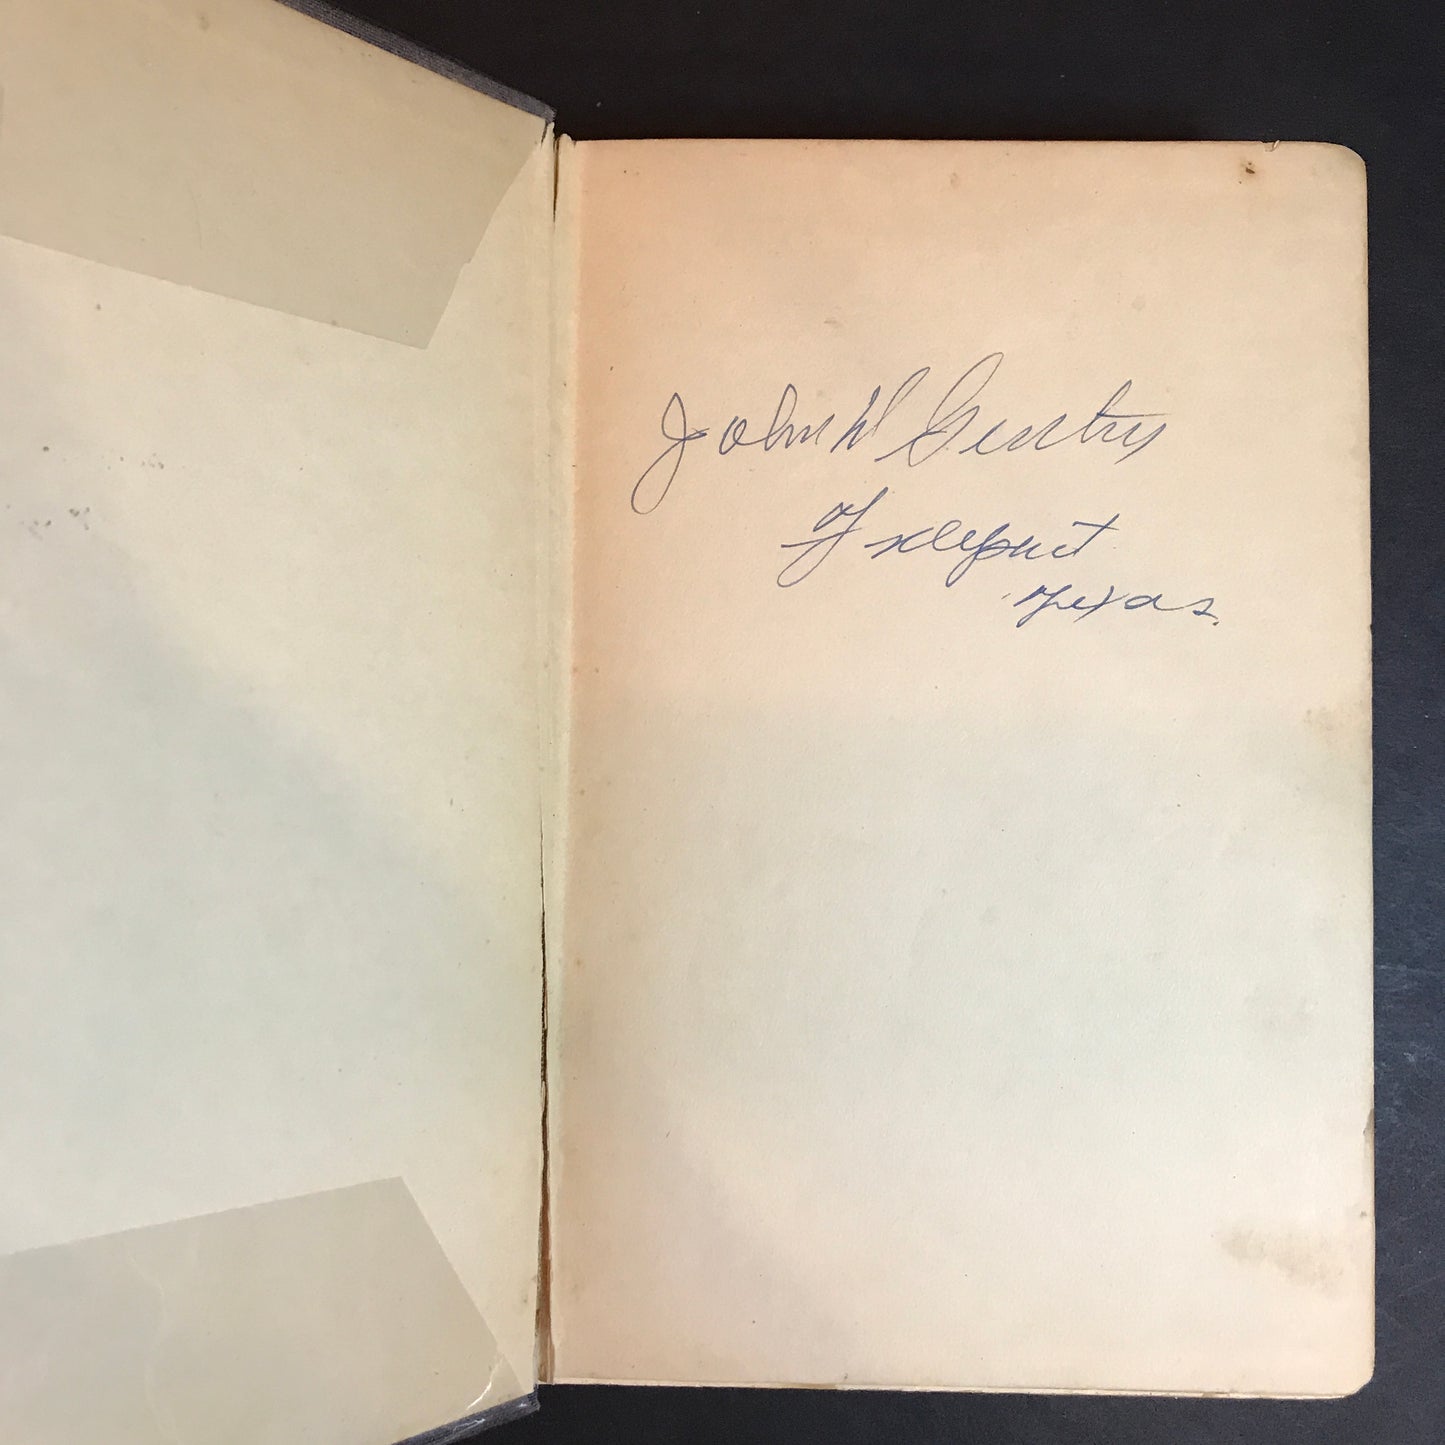 John W Gentry
Freeport
Texas.